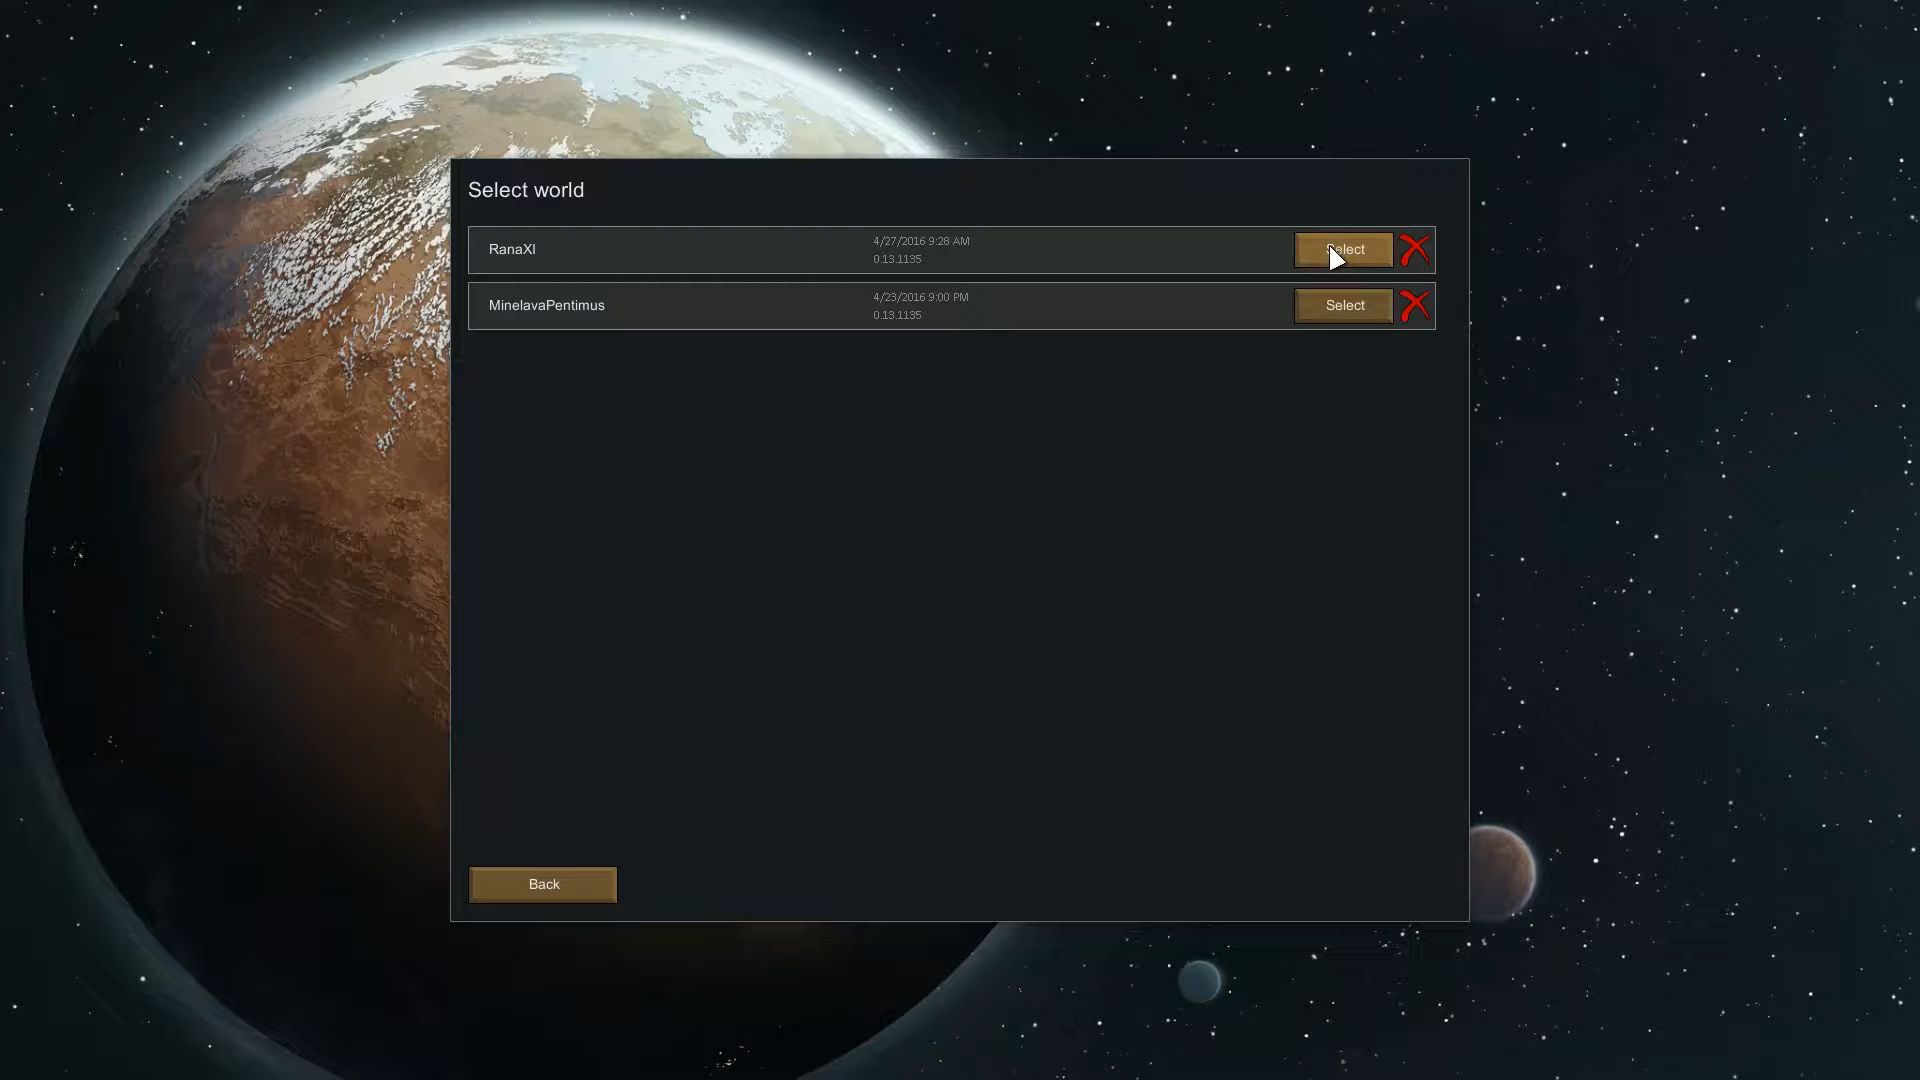 Select world
RanaXI
4/27/2016 9:28 AM
0.13.1135
Select
MinelavaPentimus
4/23/2016 9:00 PM
0.13.1135
Select
Back